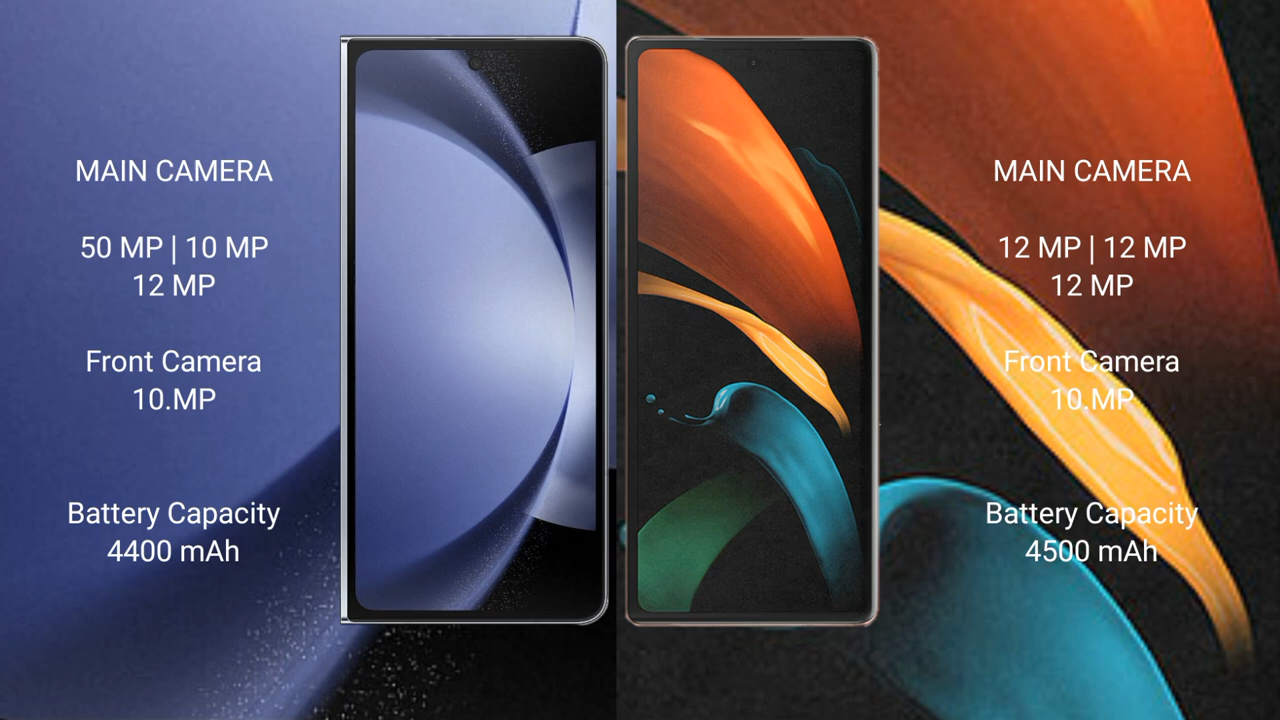 MAIN CAMERA
50 MP | 10 MP
12 MP
Front Camera
10.MP
Battery Capacity
4400 mAh
MAIN CAMERA
12 MP | 12 MP
12 MP
Front Camera
10.MP
Battery Capacity
4500 mAh